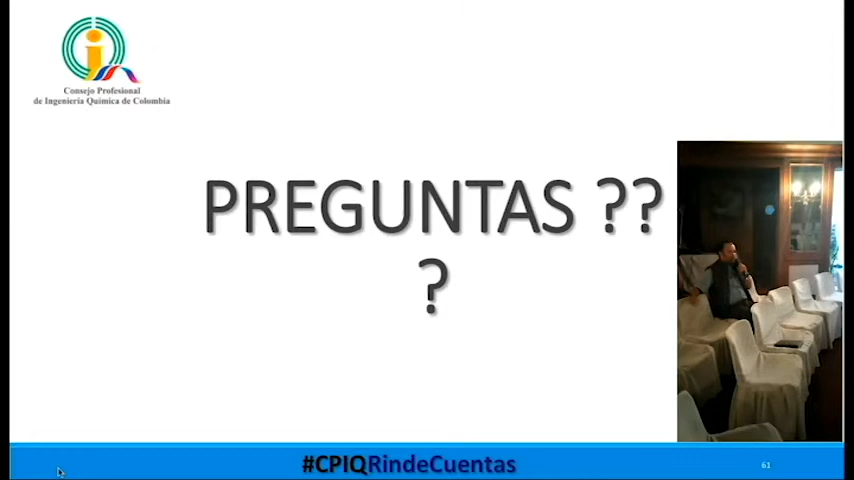 Consejo Profesional
de Ingeniería Química de Colombia
PREGUNTAS ??
?
#CPIQRindeCuentas
61